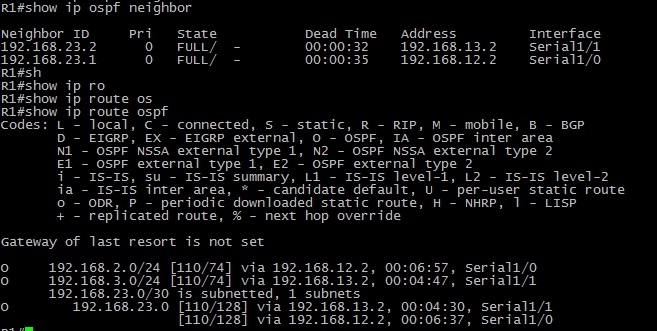 R1#show ip ospf neighbor
Neighbor ID     Pri   State           Dead Time   Address         Interface
192.168.23.2      0   FULL/  -        00:00:32    192.168.13.2    Serial1/1
192.168.23.1      0   FULL/  -        00:00:35    192.168.12.2    Serial1/0
R1#sh
R1#show ip ro
R1#show ip route os
R1#show ip route ospf
Codes: L - local, C - connected, S - static, R - RIP, M - mobile, B - BGP
       D - EIGRP, EX - EIGRP external, O - OSPF, IA - OSPF inter area
       N1 - OSPF NSSA external type 1, N2 - OSPF NSSA external type 2
       E1 - OSPF external type 1, E2 - OSPF external type 2
       i - IS-IS, su - IS-IS summary, L1 - IS-IS level-1, L2 - IS-IS level-2
       ia - IS-IS inter area, * - candidate default, U - per-user static route
       o - ODR, P - periodic downloaded static route, H - NHRP, l - LISP
       + - replicated route, % - next hop override
Gateway of last resort is not set
O     192.168.2.0/24 [110/74] via 192.168.12.2, 00:06:57, Serial1/0
O     192.168.3.0/24 [110/74] via 192.168.13.2, 00:04:47, Serial1/1
      192.168.23.0/30 is subnetted, 1 subnets
O        192.168.23.0 [110/128] via 192.168.13.2, 00:04:30, Serial1/1
                      [110/128] via 192.168.12.2, 00:06:37, Serial1/0
R1#